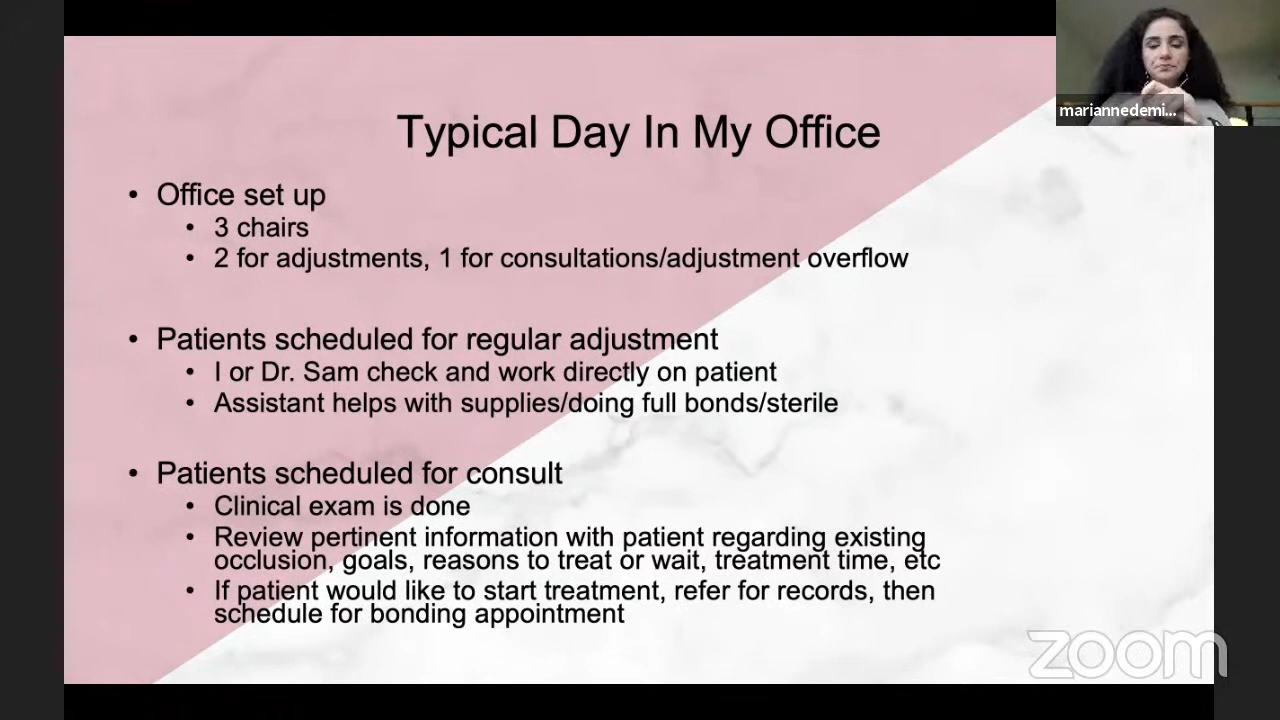 mariannedemi...
Typical Day In My Office
• Office set up
• 3 chairs
• 2 for adjustments, 1 for consultations/adjustment overflow
• Patients scheduled for regular adjustment
• I or Dr. Sam check and work directly on patient
• Assistant helps with supplies/doing full bonds/sterile
• Patients scheduled for consult
• Clinical exam is done
• Review pertinent information with patient regarding existing
occlusion, goals, reasons to treat or wait, treatment time, etc
• If patient would like to start treatment, refer for records, then
schedule for bonding appointment
zoom